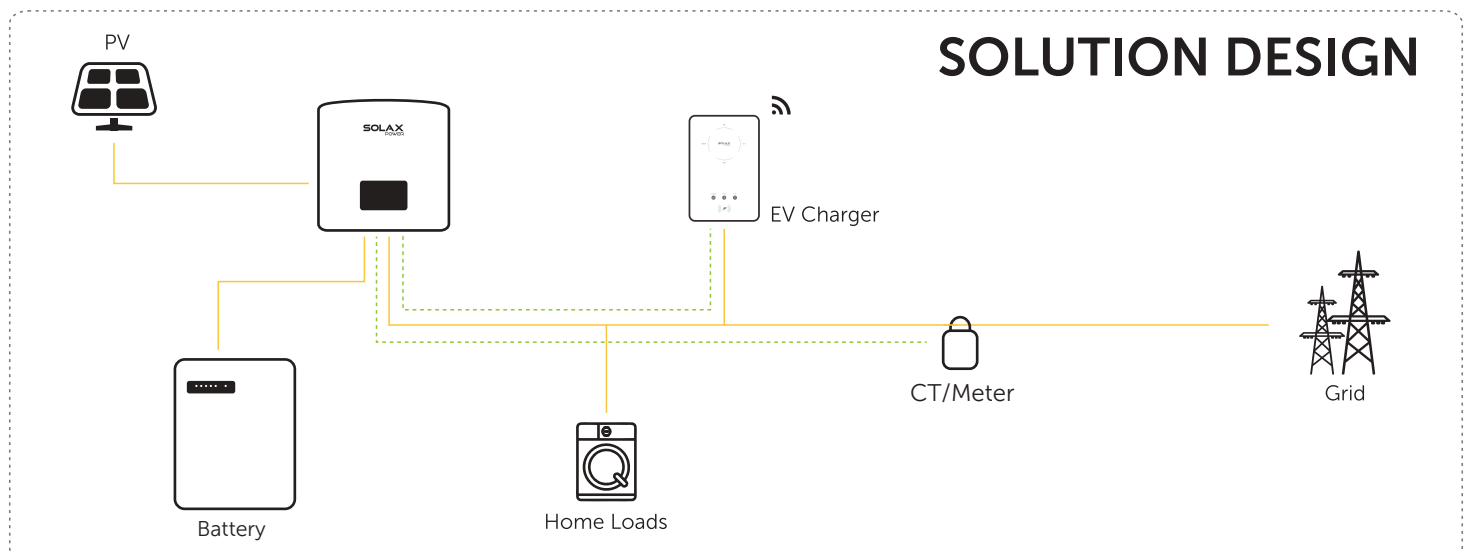 SOLUTION DESIGN
PV
SOLAX
POWER
EV Charger
CT/Meter
Grid
Battery
Home Loads